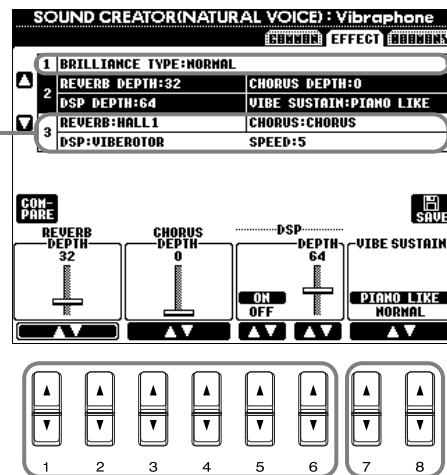 SOUND CREATOR(NATURAL VOICE) : Vibraphone
COMMON EFFECT HARMONY
1 BRILLIANCE TYPE:NORMAL
2 REVERB DEPTH:32 CHORUS DEPTH:0
DSP DEPTH:64 VIBE SUSTAIN:PIANO LIKE
3 REVERB:HALL1 CHORUS:CHORUS
DSP:VIBEROTOR SPEED:5
COM-
PARE
SAVE
REVERB DEPTH
32
CHORUS DEPTH
0
DSP
ON
OFF
DEPTH
64
VIBE SUSTAIN
PIANO LIKE
NORMAL
1 2 3 4 5 6 7 8